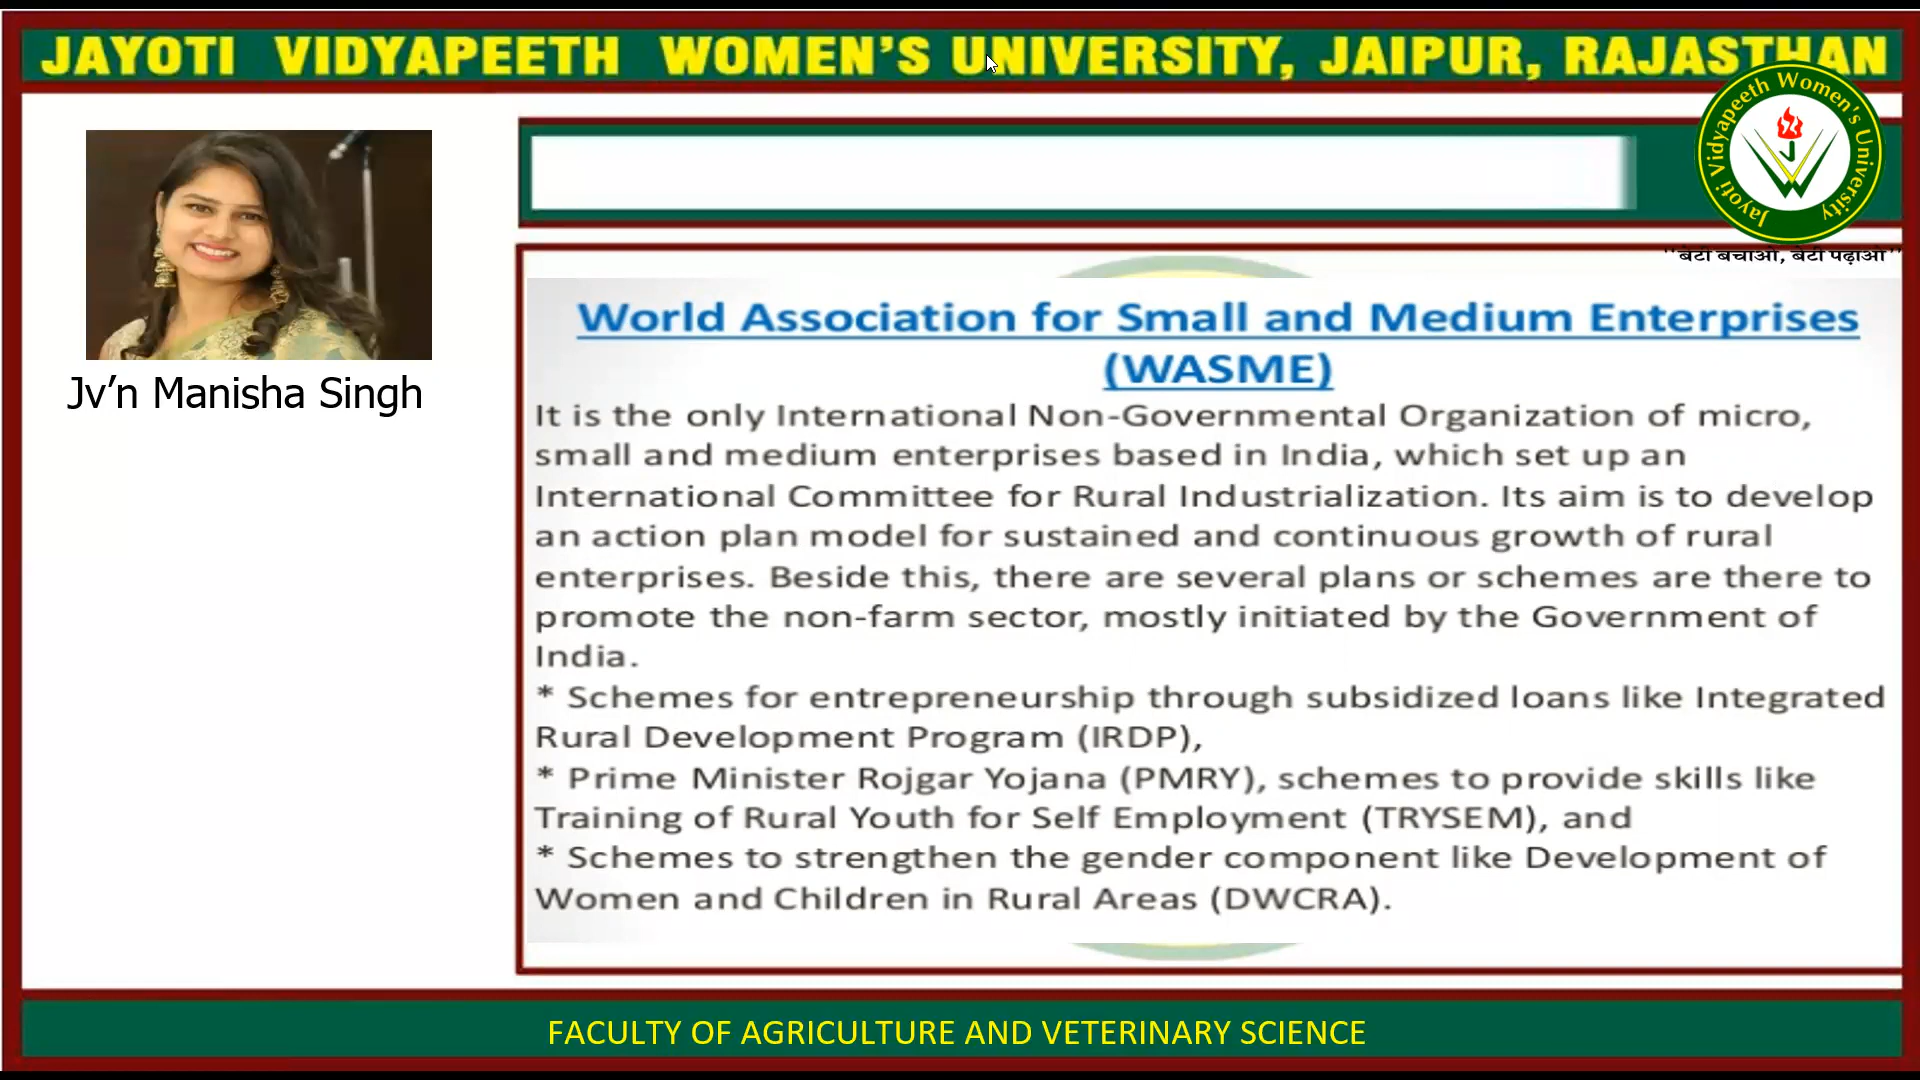 JAYOTI VIDYAPEETH WOMEN'S UNIVERSITY, JAIPUR, RAJASTHAN
Jayoti Vidyapeeth Women's University
"बेटी बचाओ, बेटी पढ़ाओ"
Jv'n Manisha Singh
World Association for Small and Medium Enterprises
(WASME)
It is the only International Non-Governmental Organization of micro,
small and medium enterprises based in India, which set up an
International Committee for Rural Industrialization. Its aim is to develop
an action plan model for sustained and continuous growth of rural
enterprises. Beside this, there are several plans or schemes are there to
promote the non-farm sector, mostly initiated by the Government of
India.
* Schemes for entrepreneurship through subsidized loans like Integrated
Rural Development Program (IRDP),
* Prime Minister Rojgar Yojana (PMRY), schemes to provide skills like
Training of Rural Youth for Self Employment (TRYSEM), and
* Schemes to strengthen the gender component like Development of
Women and Children in Rural Areas (DWCRA).
FACULTY OF AGRICULTURE AND VETERINARY SCIENCE